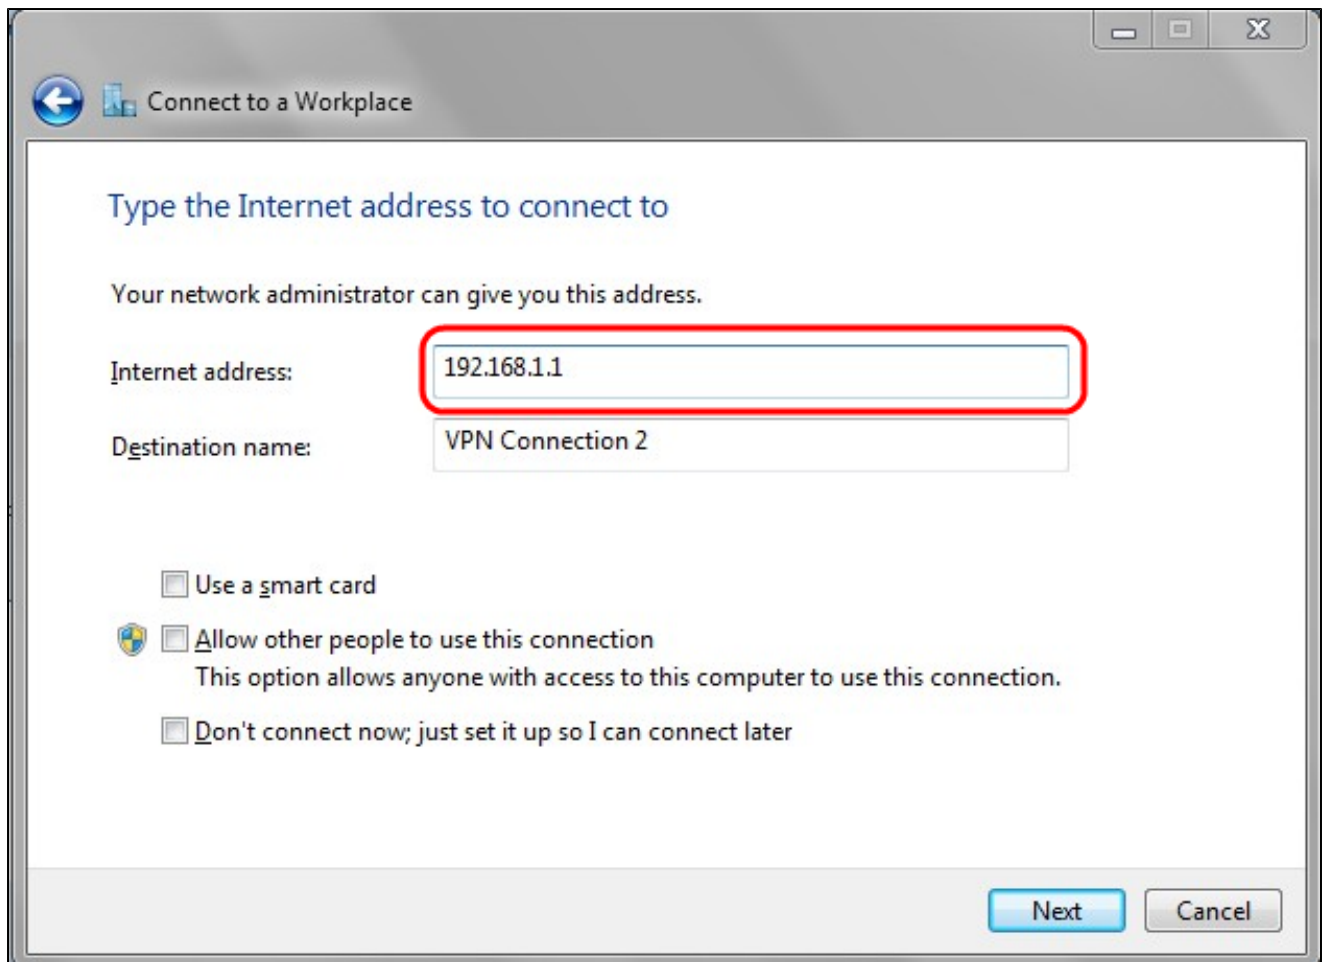 Connect to a Workplace
Type the Internet address to connect to
Your network administrator can give you this address.
Internet address: 192.168.1.1
Destination name: VPN Connection 2
Use a smart card
Allow other people to use this connection
This option allows anyone with access to this computer to use this connection.
Don't connect now; just set it up so I can connect later
Next Cancel